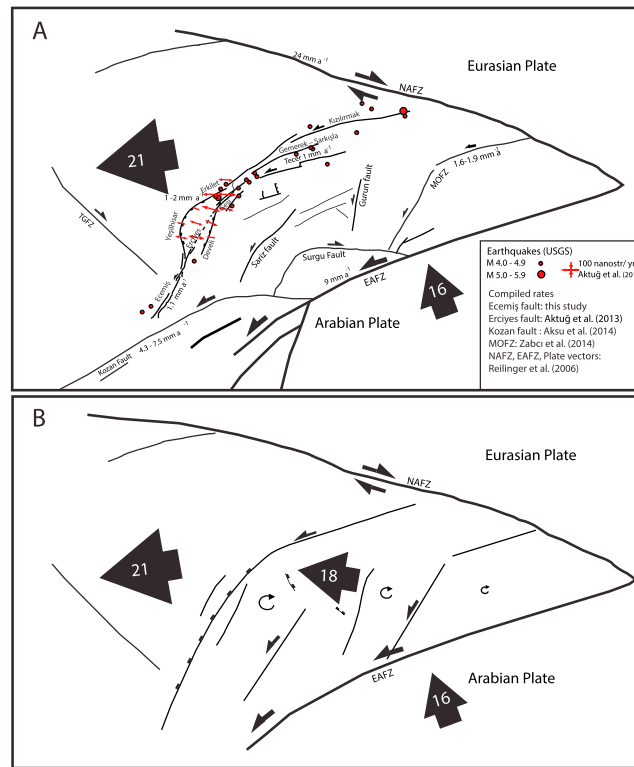 A
24 mm a -1
Eurasian Plate
NAFZ
Kızılırmak
Gemerek - Sarkışla
Tecer 1 mm a -1
21
Erkilet
1 -2 mm a -1
1.6-1.9 mm a -1
MOFZ
Gurun fault
TGFZ
Yeşilhisar
Erciyes
Dereli
Sariz fault
Surgu Fault
Ecemiş
1.1 mm a -1
9 mm a -1
EAFZ
16
Arabian Plate
Kozan Fault
4.3 - 7.5 mm a -1
Earthquakes (USGS)
M 4.0 - 4.9
M 5.0 - 5.9
100 nanostr/ yr
Aktuğ et al. (201
Compiled rates
Ecemiş fault: this study
Erciyes fault: Aktuğ et al. (2013)
Kozan fault : Aksu et al. (2014)
MOFZ: Zabcı et al. (2014)
NAFZ, EAFZ, Plate vectors:
Reilinger et al. (2006)
B
Eurasian Plate
NAFZ
21
18
EAFZ
16
Arabian Plate